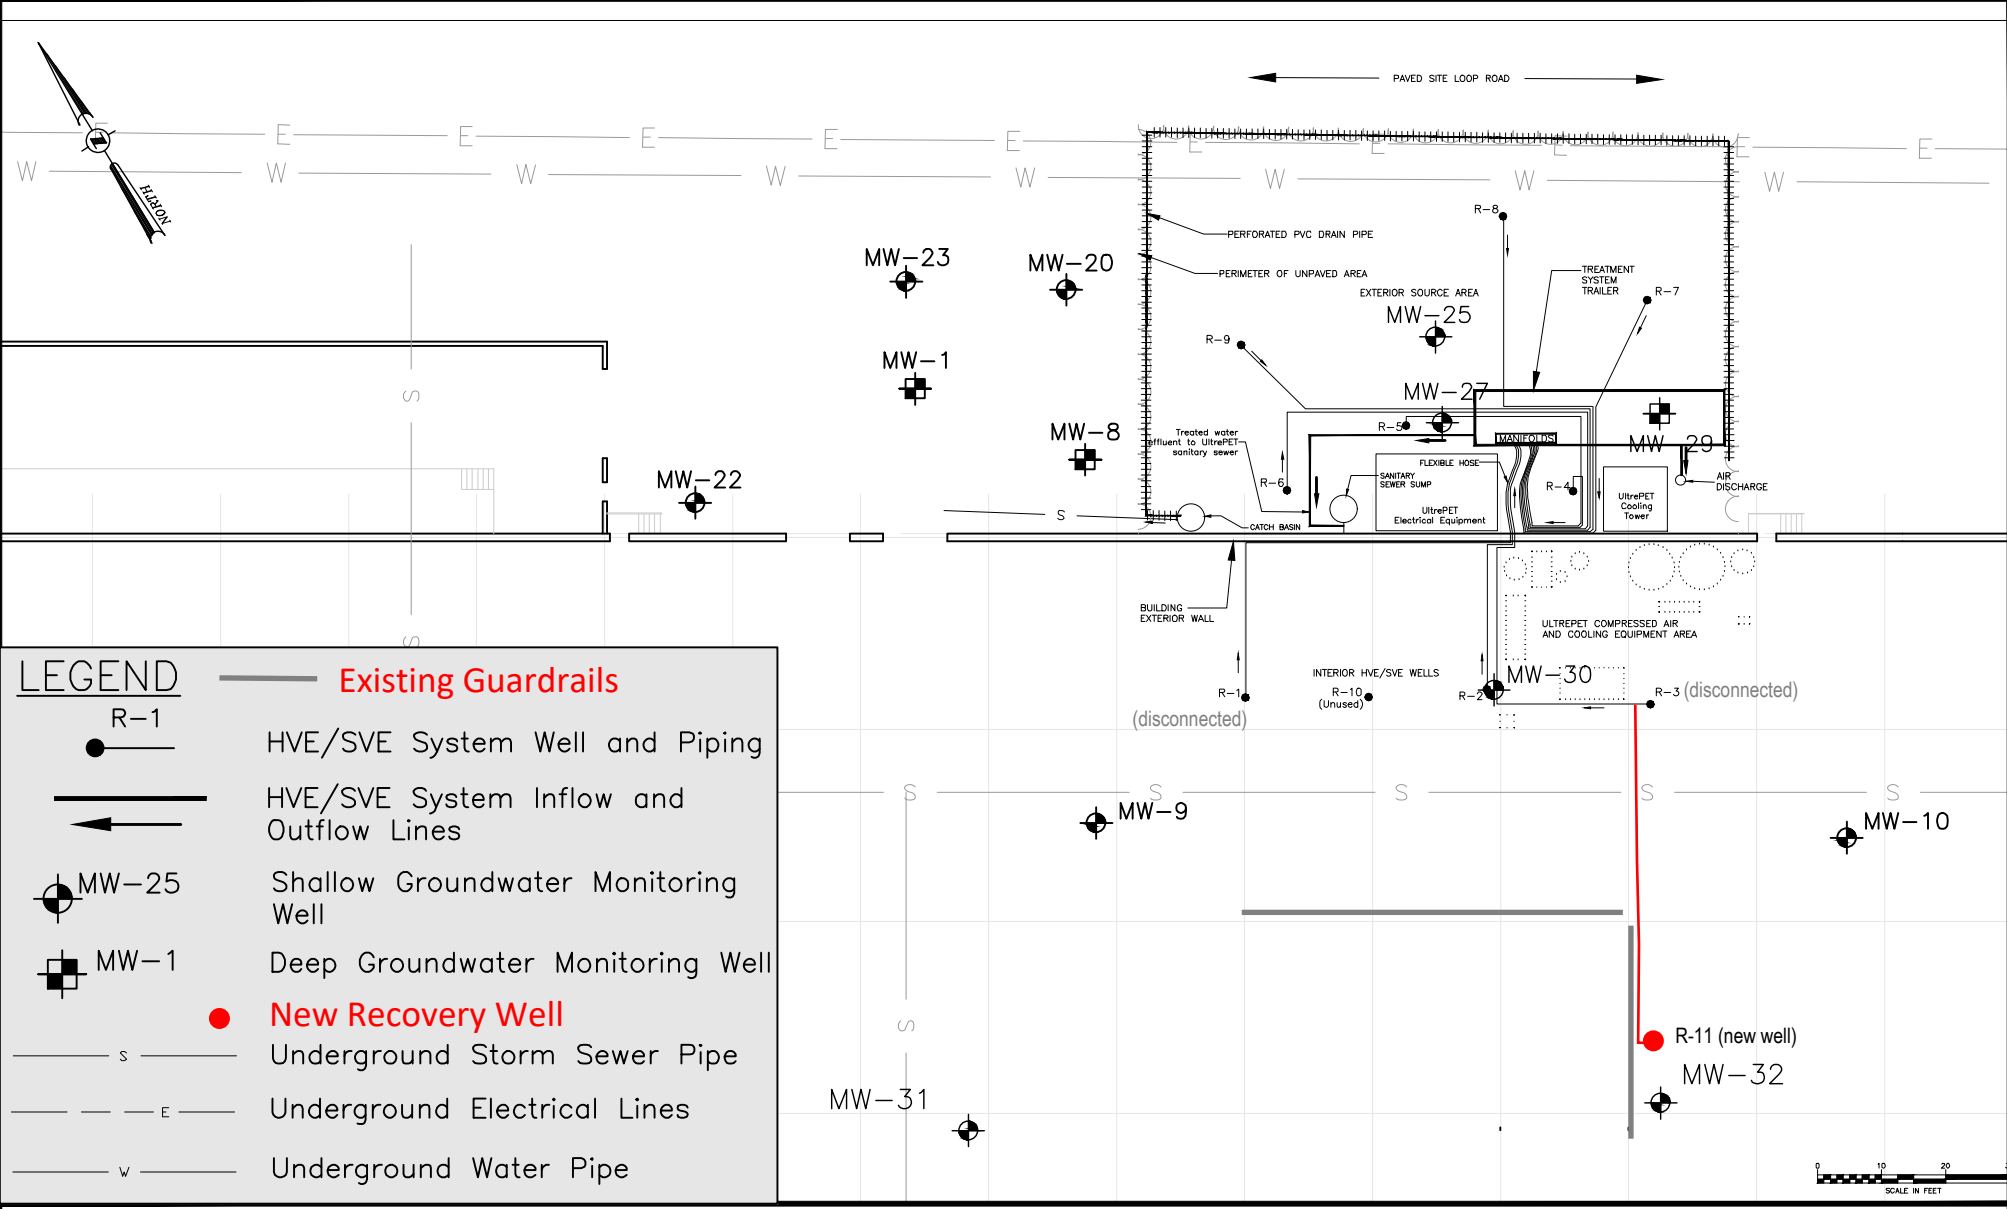 PAVED SITE LOOP ROAD
E E E E E E E E E E
W W W W W W W W
NORTH
R-8
PERFORATED PVC DRAIN PIPE
MW-23
MW-20
PERIMETER OF UNPAVED AREA
TREATMENT
SYSTEM
TRAILER
EXTERIOR SOURCE AREA
MW-25
R-7
R-9
MW-1
S
MW-27
R-5
MW-8
Treated water
effluent to UltrePET
sanitary sewer
MANIFOLDS
MW-29
FLEXIBLE HOSE
MW-22
R-6
SANITARY
SEWER SUMP
R-4
AIR
DISCHARGE
UltrePET
Cooling
Tower
S
CATCH BASIN
UltrePET
Electrical Equipment
BUILDING
EXTERIOR WALL
ULTREPET COMPRESSED AIR
AND COOLING EQUIPMENT AREA
S
INTERIOR HVE/SVE WELLS
R-1
(disconnected)
R-10
(Unused)
R-2
MW-30
R-3 (disconnected)
S S S S S
MW-9
MW-10
S
R-11 (new well)
MW-32
MW-31
LEGEND
Existing Guardrails
R-1
HVE/SVE System Well and Piping
HVE/SVE System Inflow and
Outflow Lines
MW-25
Shallow Groundwater Monitoring
Well
MW-1
Deep Groundwater Monitoring Well
New Recovery Well
S
Underground Storm Sewer Pipe
E
Underground Electrical Lines
W
Underground Water Pipe
0 10 20
SCALE IN FEET